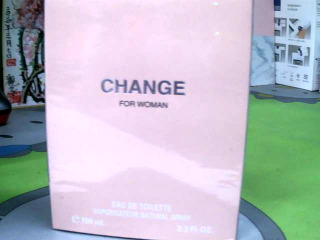 CHANGE
FOR WOMAN
EAU DE TOILETTE
VAPORISATEUR NATURAL SPRAY
℮ 100 ml. 3.3 FL.OZ.